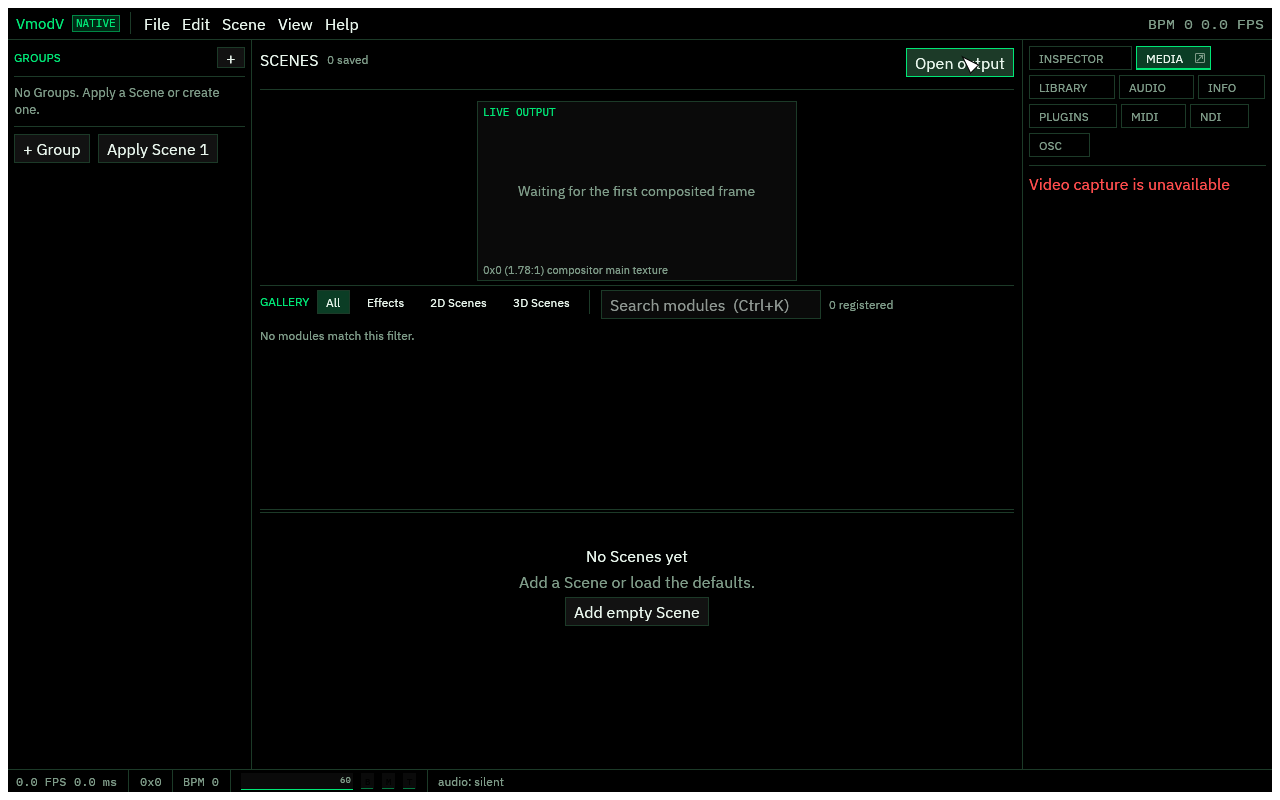 VmodV NATIVE File Edit Scene View Help BPM 0 0.0 FPS
GROUPS +
No Groups. Apply a Scene or create
one.
+ Group Apply Scene 1
SCENES 0 saved Open output
LIVE OUTPUT
Waiting for the first composited frame
0x0 (1.78:1) compositor main texture
GALLERY All Effects 2D Scenes 3D Scenes Search modules (Ctrl+K) 0 registered
No modules match this filter.
No Scenes yet
Add a Scene or load the defaults.
Add empty Scene
INSPECTOR MEDIA
LIBRARY AUDIO INFO
PLUGINS MIDI NDI
OSC
Video capture is unavailable
0.0 FPS 0.0 ms 0x0 BPM 0 60 audio: silent